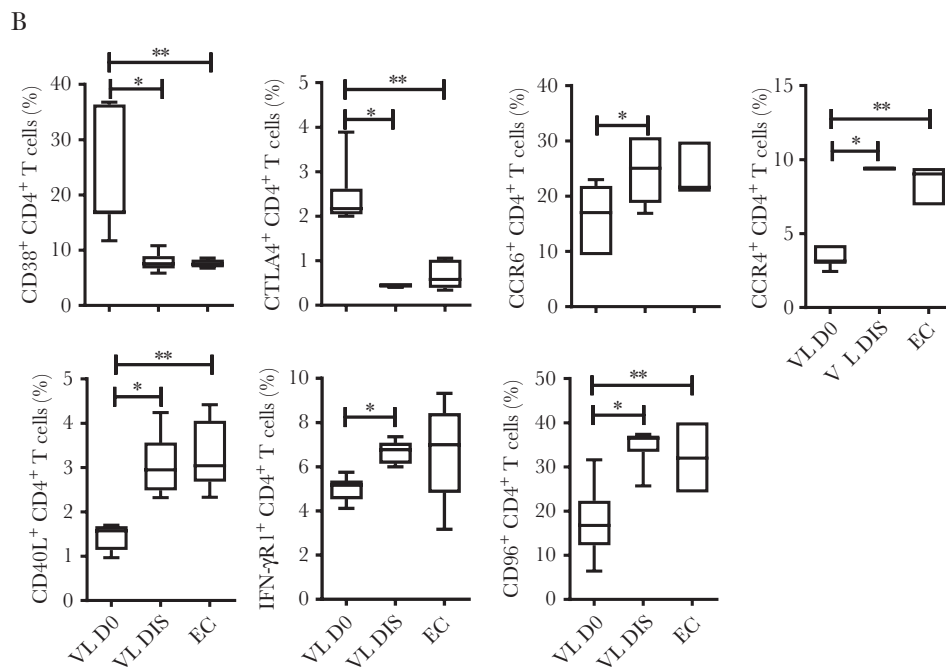 B
CD38⁺ CD4⁺ T cells (%)
40
30
20
10
0
*
**
CTLA4⁺ CD4⁺ T cells (%)
5
4
3
2
1
0
*
**
CCR6⁺ CD4⁺ T cells (%)
40
30
20
10
0
*
CCR4⁺ CD4⁺ T cells (%)
15
10
5
0
*
**
VL D0
V L DIS
EC
CD40L⁺ CD4⁺ T cells (%)
5
4
3
2
1
0
*
**
VL D0
VL DIS
EC
IFN-γR1⁺ CD4⁺ T cells (%)
10
8
6
4
2
0
*
VL D0
VL DIS
EC
CD96⁺ CD4⁺ T cells (%)
50
40
30
20
10
0
*
**
VL D0
VL DIS
EC